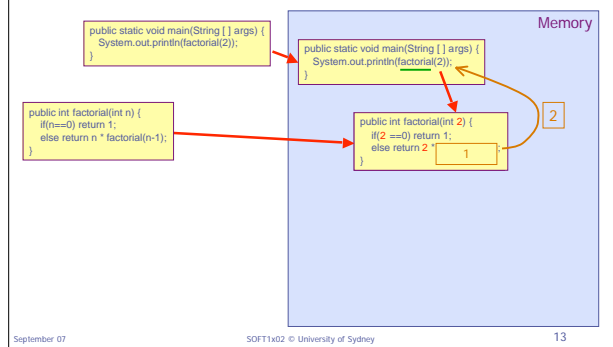 Memory
public static void main(String [ ] args) {
System.out.println(factorial(2));
}
public static void main(String [ ] args) {
System.out.println(factorial(2));
}
public int factorial(int n) {
if(n==0) return 1;
else return n * factorial(n-1);
}
public int factorial(int 2) {
if(2 ==0) return 1;
else return 2 * 1 ;
}
2
September 07
SOFT1x02 © University of Sydney
13